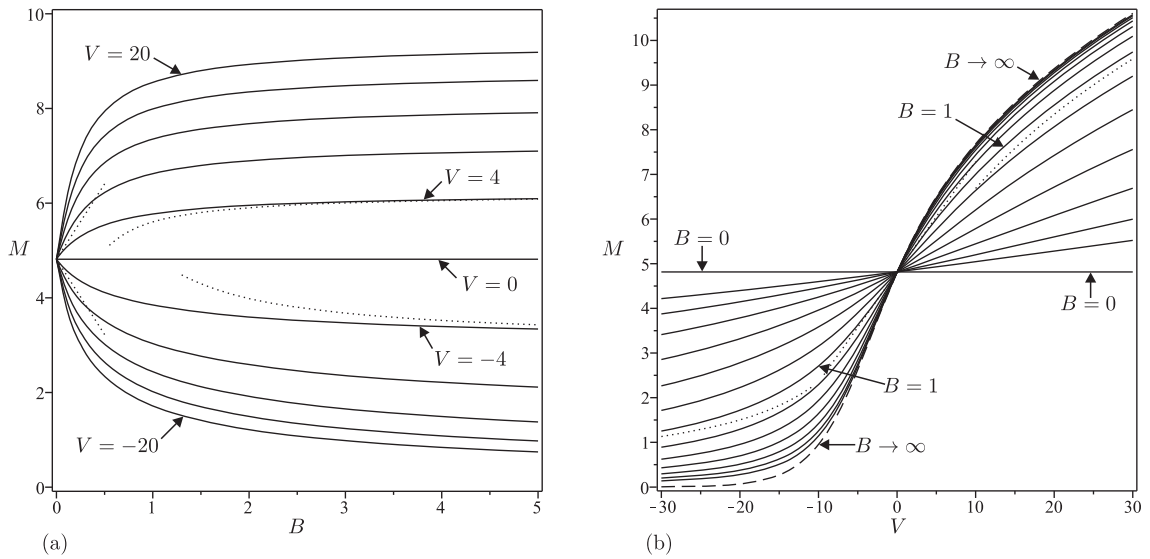 10
8
6
4
2
0
M
0 1 2 3 4 5
B
V = 20
V = 4
V = 0
V = −4
V = −20
(a)
10
9
8
7
6
5
4
3
2
1
0
M
−30 −20 −10 0 10 20 30
V
B → ∞
B = 1
B = 0
B = 0
B = 1
B → ∞
(b)